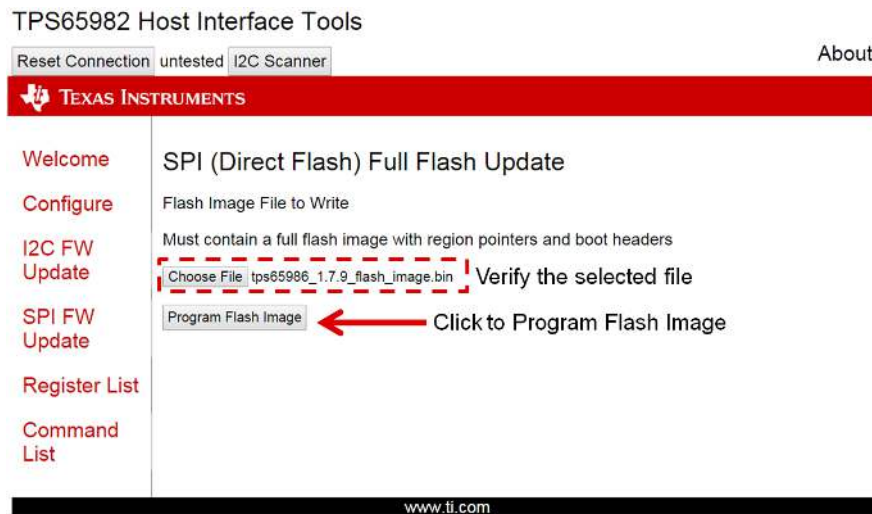 TPS65982 Host Interface Tools
Reset Connection untested I2C Scanner
About
TEXAS INSTRUMENTS
Welcome
Configure
I2C FW
Update
SPI FW
Update
Register List
Command
List
SPI (Direct Flash) Full Flash Update
Flash Image File to Write
Must contain a full flash image with region pointers and boot headers
Choose File tps65986_1.7.9_flash_image.bin Verify the selected file
Program Flash Image Click to Program Flash Image
www.ti.com